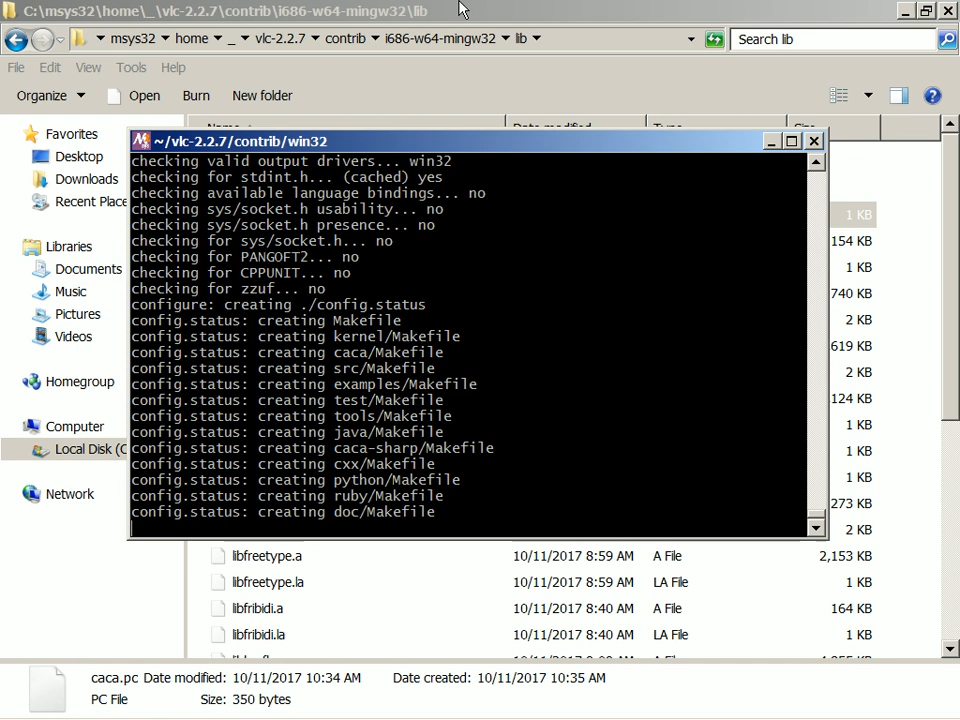 C:\msys32\home\_\vlc-2.2.7\contrib\i686-w64-mingw32\lib
msys32 home _ vlc-2.2.7 contrib i686-w64-mingw32 lib
Search lib
File Edit View Tools Help
Organize Open Burn New folder
Favorites
Desktop
Downloads
Recent Place
Libraries
Documents
Music
Pictures
Videos
Homegroup
Computer
Local Disk (C
Network
~/vlc-2.2.7/contrib/win32
checking valid output drivers... win32
checking for stdint.h... (cached) yes
checking available language bindings... no
checking sys/socket.h usability... no
checking sys/socket.h presence... no
checking for sys/socket.h... no
checking for PANGOFT2... no
checking for CPPUNIT... no
checking for zzuf... no
configure: creating ./config.status
config.status: creating Makefile
config.status: creating kernel/Makefile
config.status: creating caca/Makefile
config.status: creating src/Makefile
config.status: creating examples/Makefile
config.status: creating test/Makefile
config.status: creating tools/Makefile
config.status: creating java/Makefile
config.status: creating caca-sharp/Makefile
config.status: creating cxx/Makefile
config.status: creating python/Makefile
config.status: creating ruby/Makefile
config.status: creating doc/Makefile
1 KB
154 KB
1 KB
740 KB
2 KB
619 KB
2 KB
124 KB
1 KB
1 KB
1 KB
273 KB
2 KB
libfreetype.a 10/11/2017 8:59 AM A File 2,153 KB
libfreetype.la 10/11/2017 8:59 AM LA File 1 KB
libfribidi.a 10/11/2017 8:40 AM A File 164 KB
libfribidi.la 10/11/2017 8:40 AM LA File 1 KB
caca.pc Date modified: 10/11/2017 10:34 AM Date created: 10/11/2017 10:35 AM
PC File Size: 350 bytes